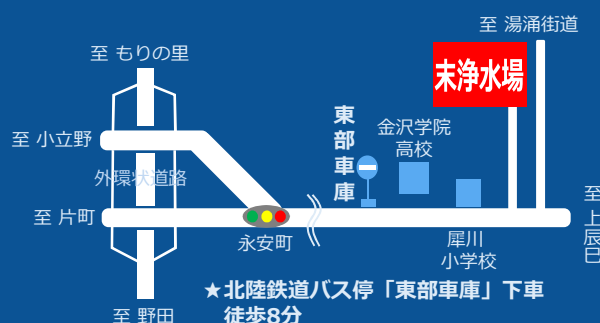 至 湯涌街道
至 もりの里
末浄水場
東部車庫
金沢学院
高校
至 小立野
外環状道路
至 片町
至 上辰巳
永安町
犀川
小学校
★北陸鉄道バス停「東部車庫」下車
徒歩8分
至 野田